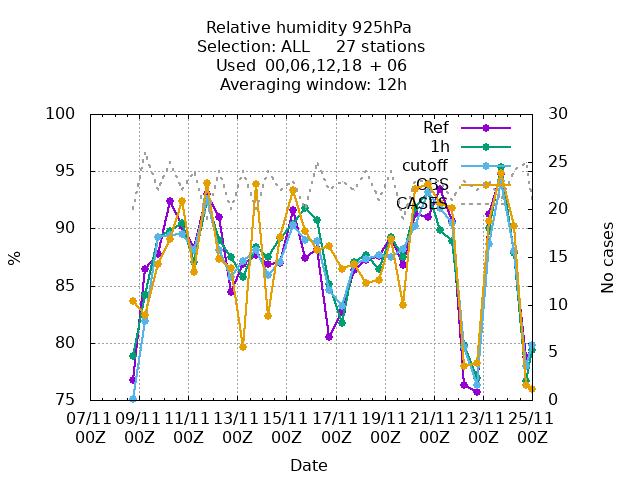 Relative humidity 925hPa
Selection: ALL     27 stations
Used  00,06,12,18 + 06
Averaging window: 12h
100
95
90
85
80
75
%
30
25
20
15
10
5
0
No cases
Ref
1h
cutoff
OBS
CASES
07/11 09/11 11/11 13/11 15/11 17/11 19/11 21/11 23/11 25/11
00Z 00Z 00Z 00Z 00Z 00Z 00Z 00Z 00Z 00Z
Date